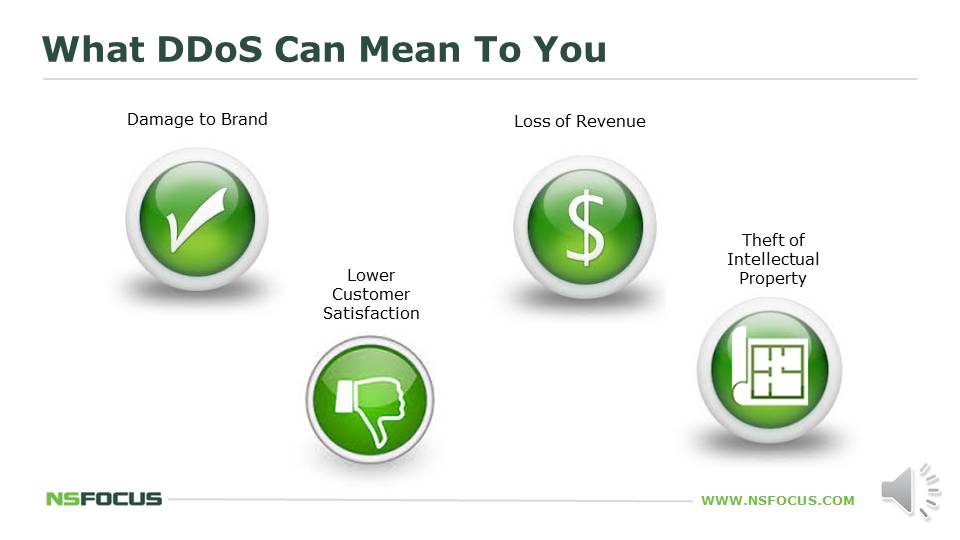 What DDoS Can Mean To You
Damage to Brand
Loss of Revenue
Lower
Customer
Satisfaction
Theft of
Intellectual
Property
$
NSFOCUS
WWW.NSFOCUS.COM